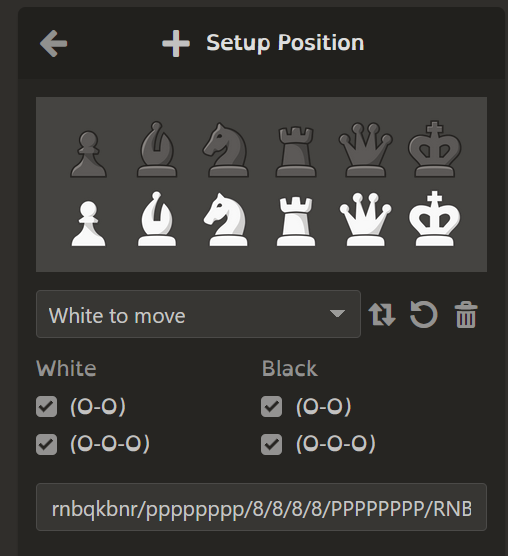 Setup Position
White to move
White Black
(O-O) (O-O)
(O-O-O) (O-O-O)
rnbqkbnr/pppppppp/8/8/8/8/PPPPPPPP/RNB